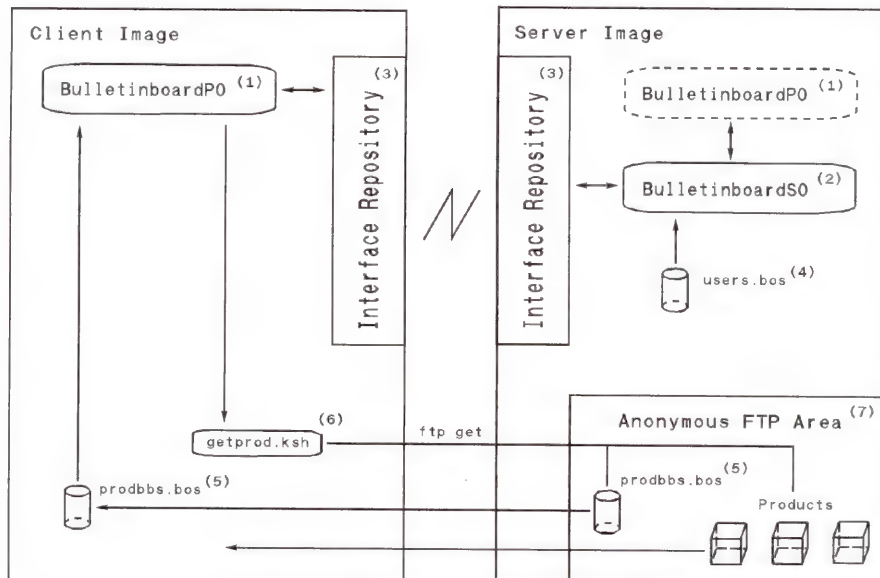 Client Image
BulletinboardPO (1)
Interface Repository (3)
getprod.ksh (6)
prodbbs.bos (5)
ftp get
Server Image
Interface Repository (3)
BulletinboardPO (1)
BulletinboardSO (2)
users.bos (4)
Anonymous FTP Area (7)
prodbbs.bos (5)
Products